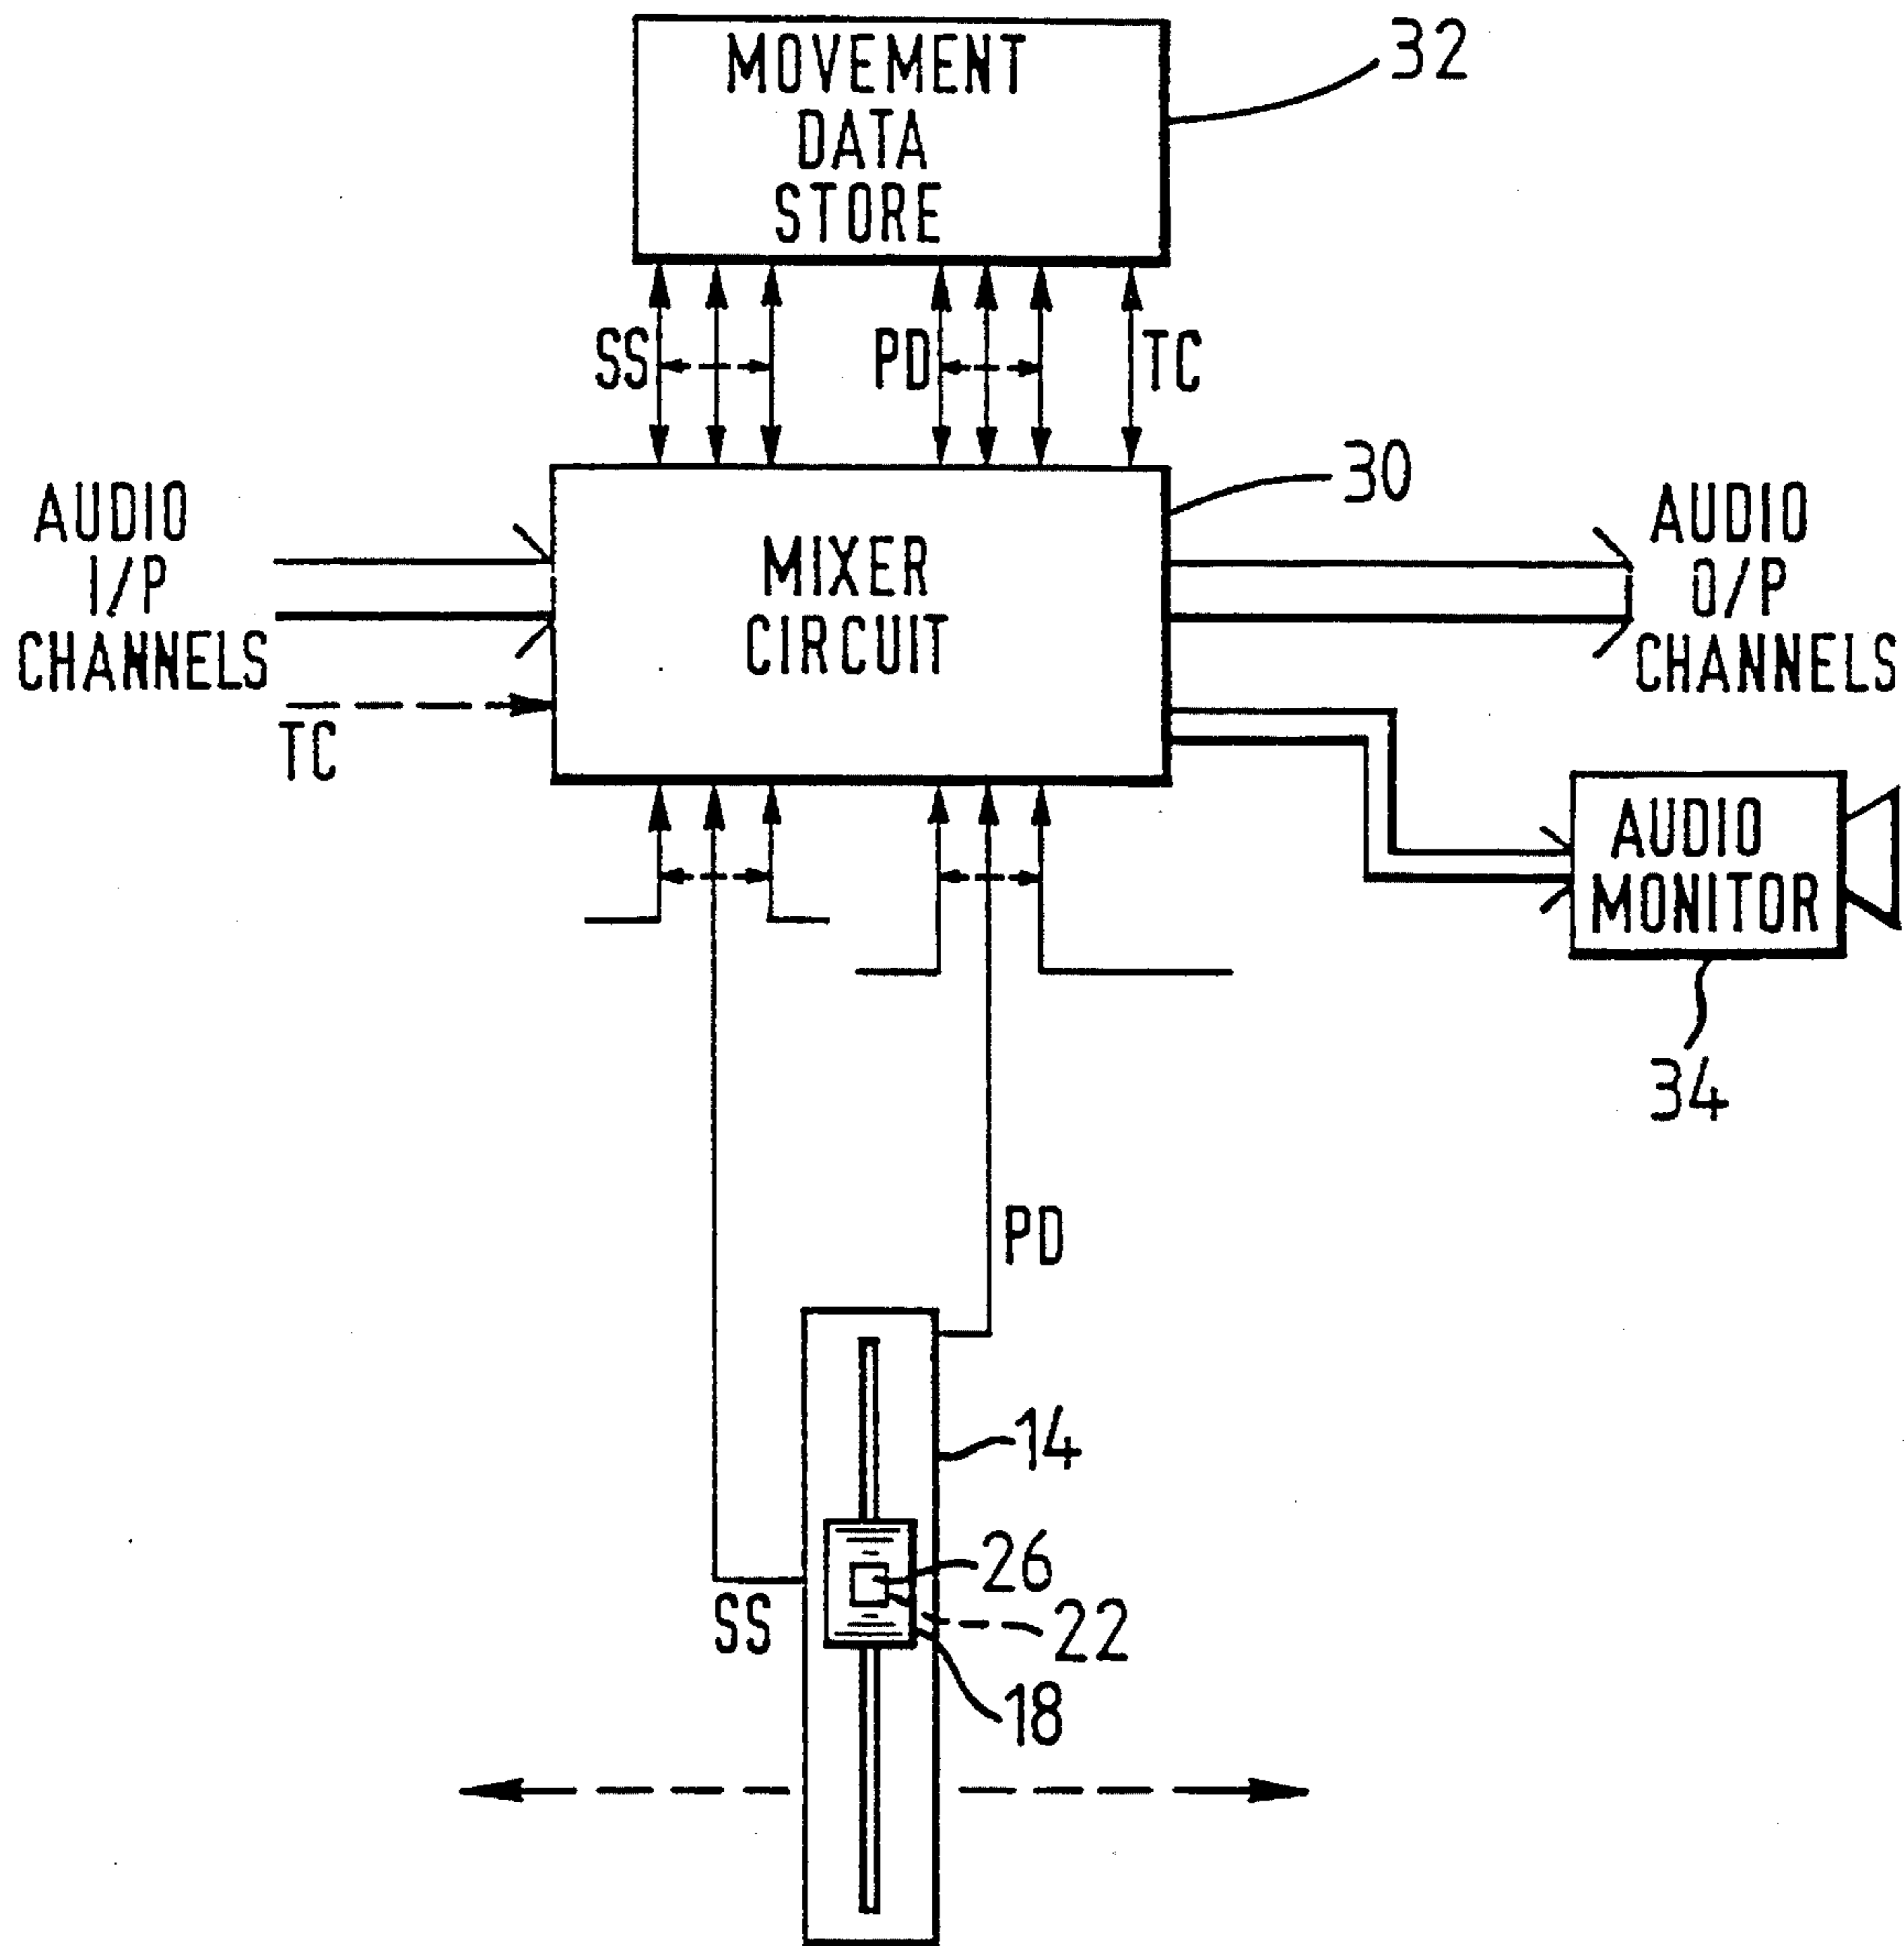 MOVEMENT
DATA
STORE
32
SS
PD
TC
30
AUDIO
I/P
CHANNELS
TC
MIXER
CIRCUIT
AUDIO
O/P
CHANNELS
AUDIO
MONITOR
34
PD
14
26
22
18
SS